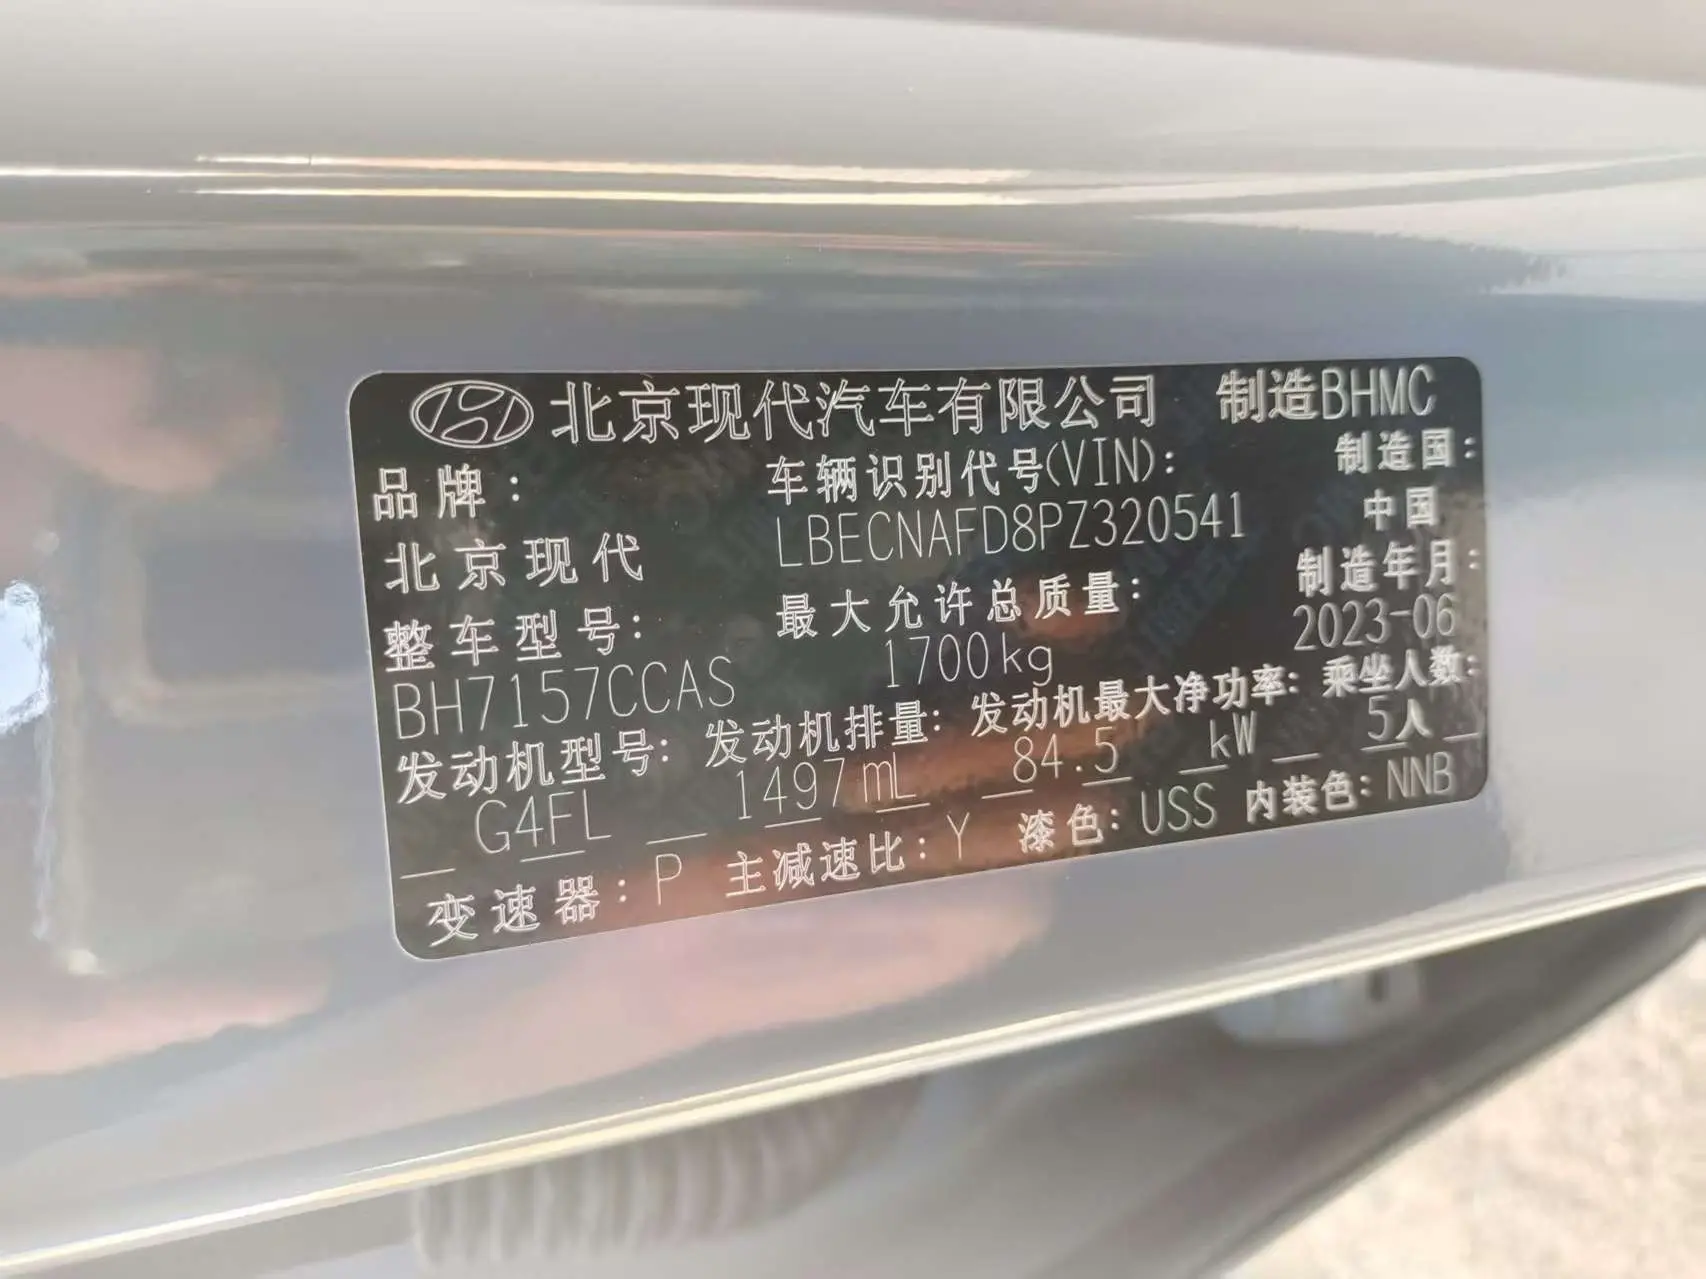 北京现代汽车有限公司 制造BHMC
品牌: 车辆识别代号(VIN): 制造国:
北京现代 LBECNAFD8PZ320541 中国
整车型号: 最大允许总质量: 制造年月:
BH7157CCAS 1700kg 2023-06
发动机型号: 发动机排量: 发动机最大净功率: 乘坐人数:
G4FL 1497mL 84.5 kW 5人
变速器: P 主减速比: Y 漆色: USS 内装色: NNB